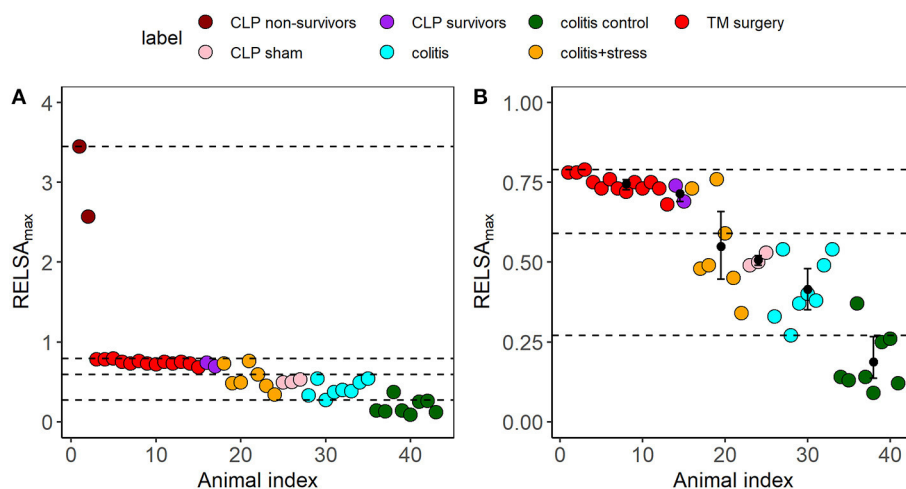 label
CLP non-survivors
CLP survivors
colitis control
TM surgery
CLP sham
colitis
colitis+stress
A
RELSAmax
4
3
2
1
0
0
10
20
30
40
Animal index
B
RELSAmax
1.00
0.75
0.50
0.25
0.00
0
10
20
30
40
Animal index